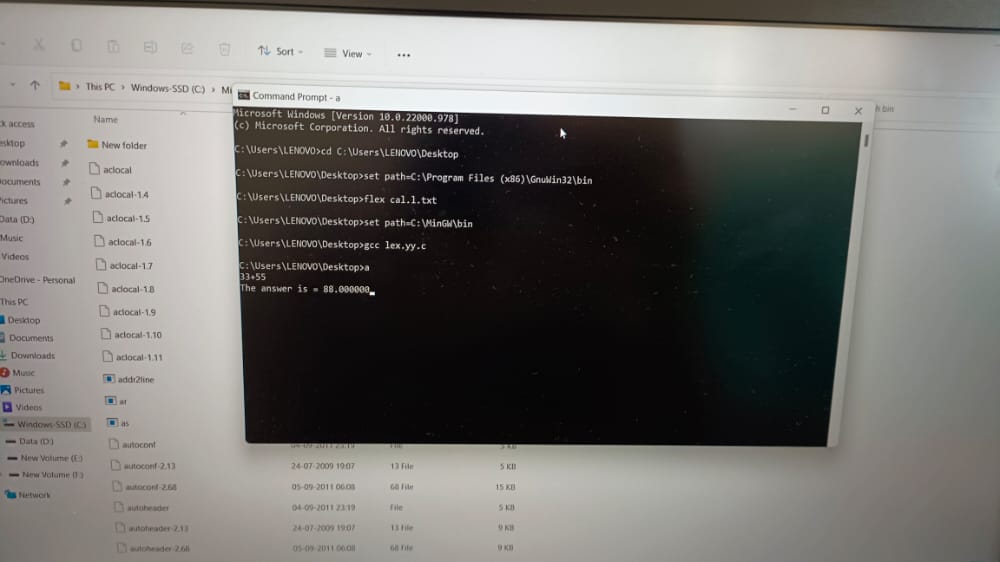 Sort
View
...
This PC > Windows-SSD (C:) > Mi
bin
Command Prompt - a
Microsoft Windows [Version 10.0.22000.978]
(c) Microsoft Corporation. All rights reserved.
C:\Users\LENOVO>cd C:\Users\LENOVO\Desktop
C:\Users\LENOVO\Desktop>set path=C:\Program Files (x86)\GnuWin32\bin
C:\Users\LENOVO\Desktop>flex cal.l.txt
C:\Users\LENOVO\Desktop>set path=C:\MinGW\bin
C:\Users\LENOVO\Desktop>gcc lex.yy.c
C:\Users\LENOVO\Desktop>a
33+55
The answer is = 88.000000
k access
esktop
ownloads
ocuments
ictures
Data (D:)
Music
Videos
OneDrive - Personal
This PC
Desktop
Documents
Downloads
Music
Pictures
Videos
Windows-SSD (C:)
Data (D:)
New Volume (E:)
New Volume (F:)
Network
Name
New folder
aclocal
aclocal-1.4
aclocal-1.5
aclocal-1.6
aclocal-1.7
aclocal-1.8
aclocal-1.9
aclocal-1.10
aclocal-1.11
addr2line
ar
as
autoconf 04-09-2011 23:19 File 5 KB
autoconf-2.13 24-07-2009 19:07 13 File 5 KB
autoconf-2.68 05-09-2011 06:08 68 File 15 KB
autoheader 04-09-2011 23:19 File 5 KB
autoheader-2.13 24-07-2009 19:07 13 File 9 KB
autoheader-2.68 05-09-2011 06:08 68 File 9 KB